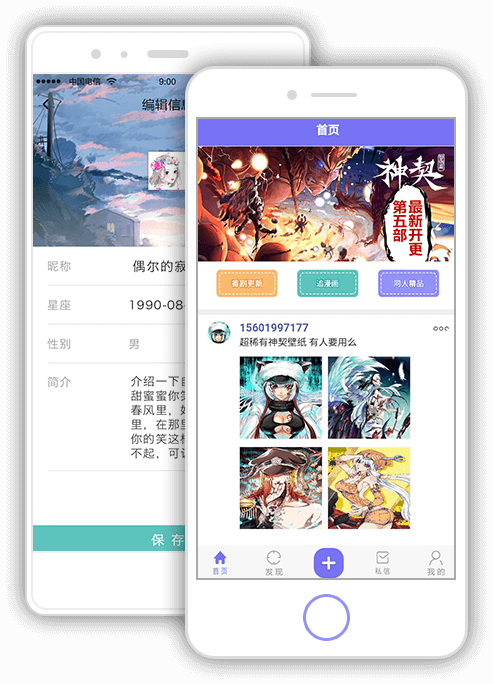 中国电信
9:00
编辑信息
昵称
偶尔的寂
星座
1990-08-
性别
男
简介
介绍一下自
甜蜜蜜你笑
春风里，如
里，在那里
你的笑这样
不起，可
保 存
首页
神契
最新开更
第五部
番剧更新
追漫画
同人精品
15601997177
超稀有神契壁纸 有人要用么
首页
发现
私信
我的